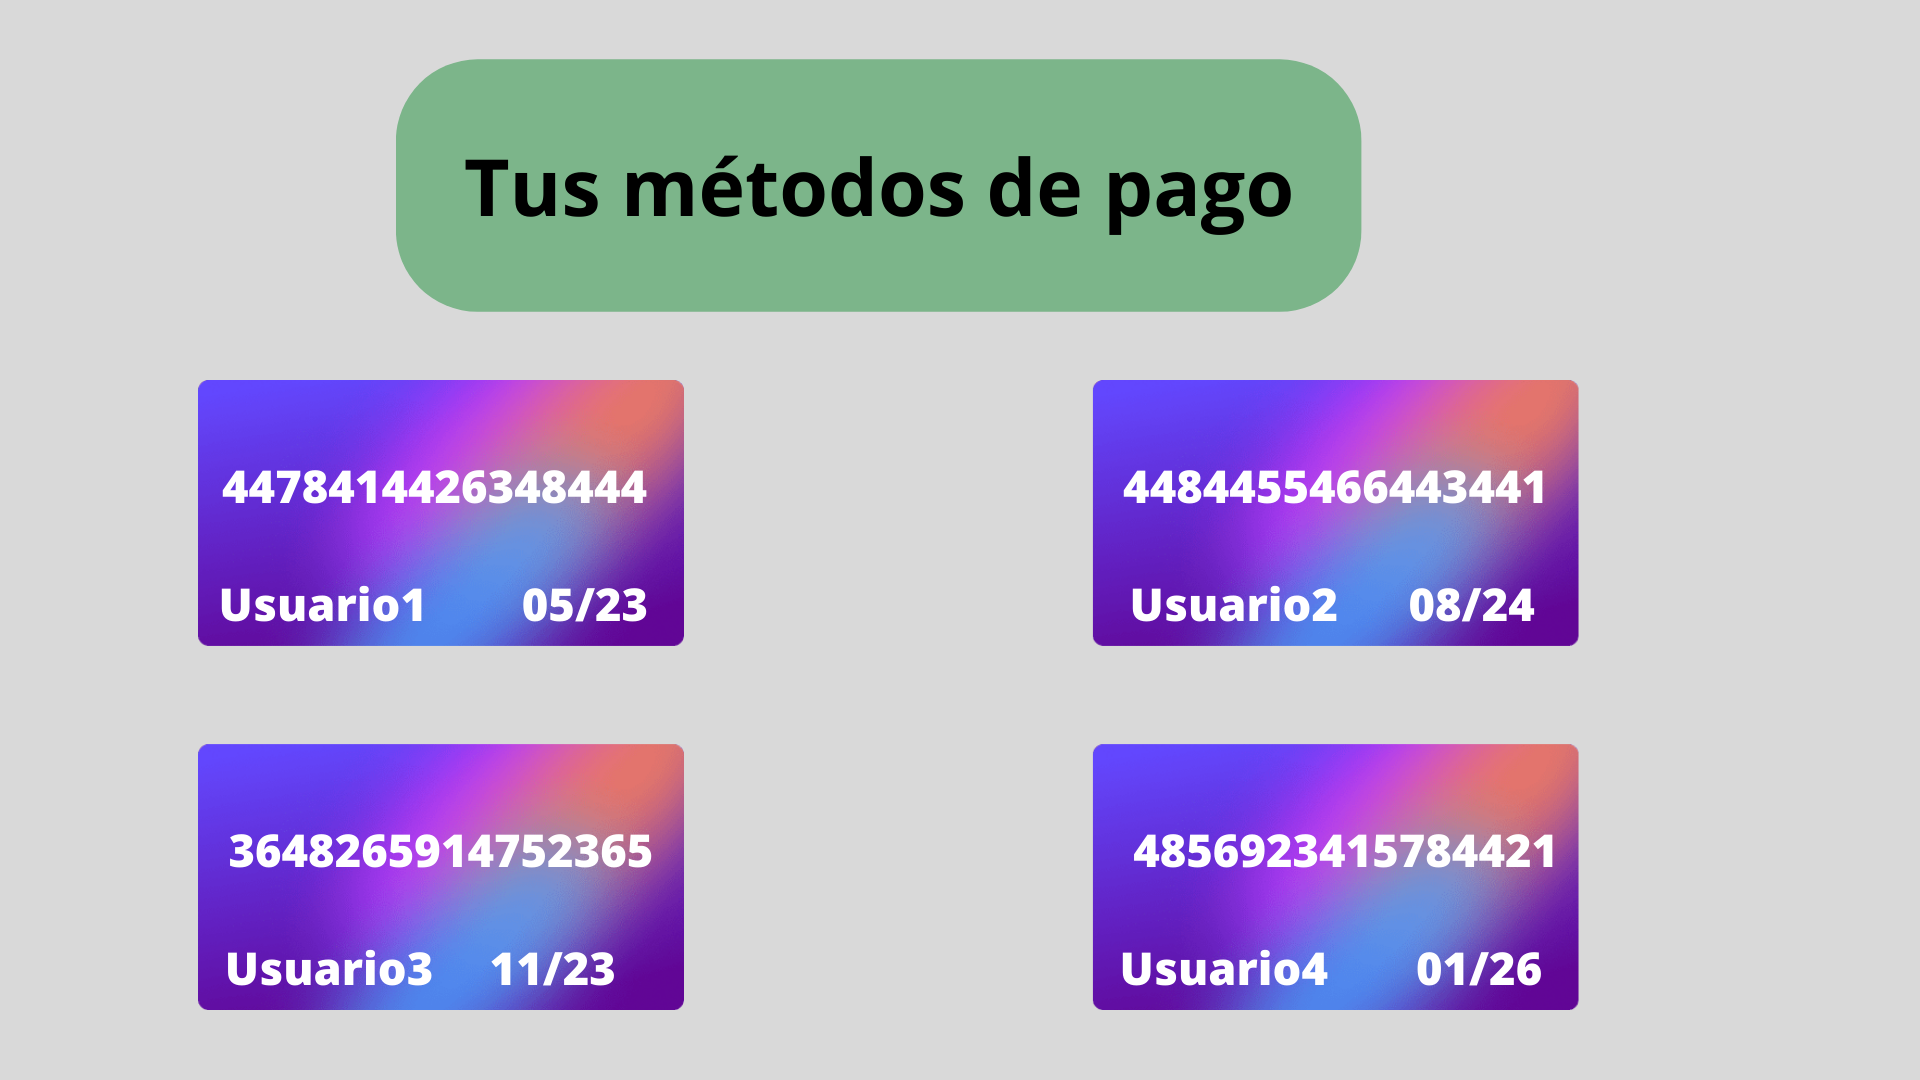 Tus métodos de pago
4478414426348444
Usuario1 05/23
4484455466443441
Usuario2 08/24
3648265914752365
Usuario3 11/23
4856923415784421
Usuario4 01/26